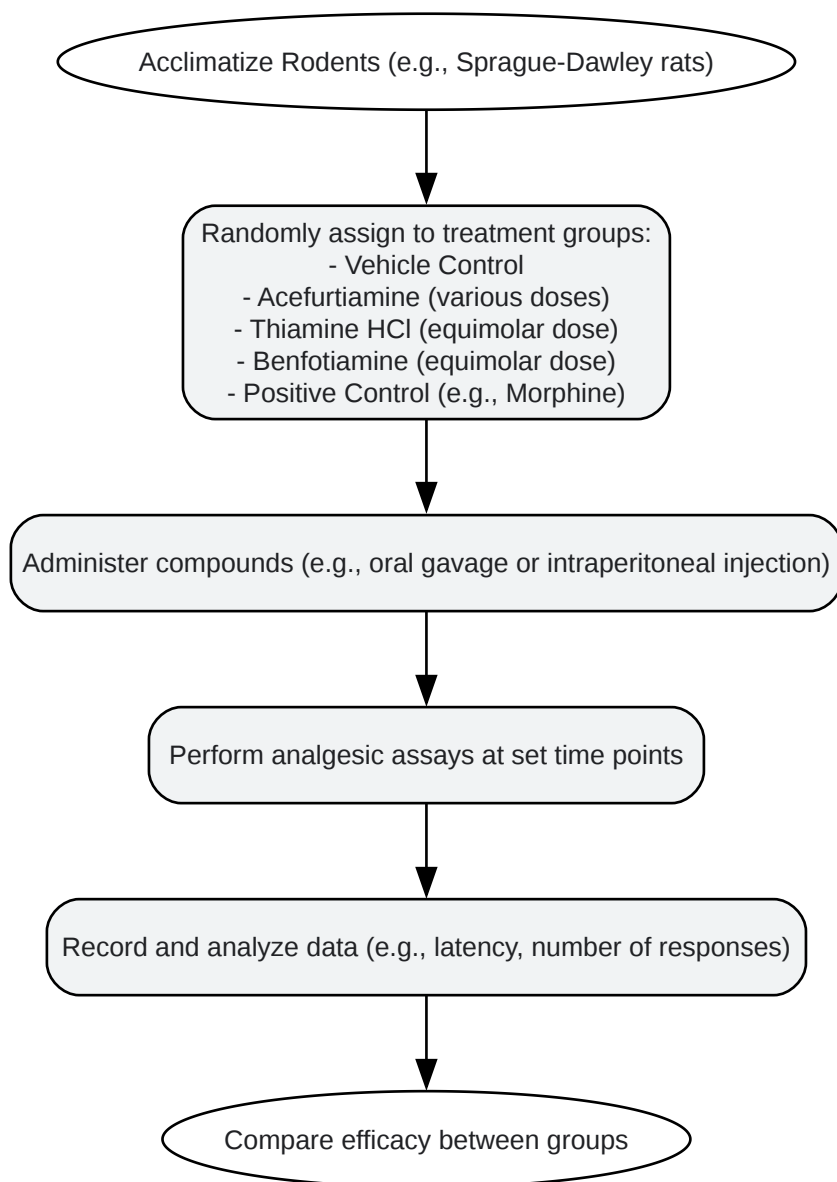 Acclimatize Rodents (e.g., Sprague-Dawley rats)
Randomly assign to treatment groups:
- Vehicle Control
- Acefurtiamine (various doses)
- Thiamine HCl (equimolar dose)
- Benfotiamine (equimolar dose)
- Positive Control (e.g., Morphine)
Administer compounds (e.g., oral gavage or intraperitoneal injection)
Perform analgesic assays at set time points
Record and analyze data (e.g., latency, number of responses)
Compare efficacy between groups